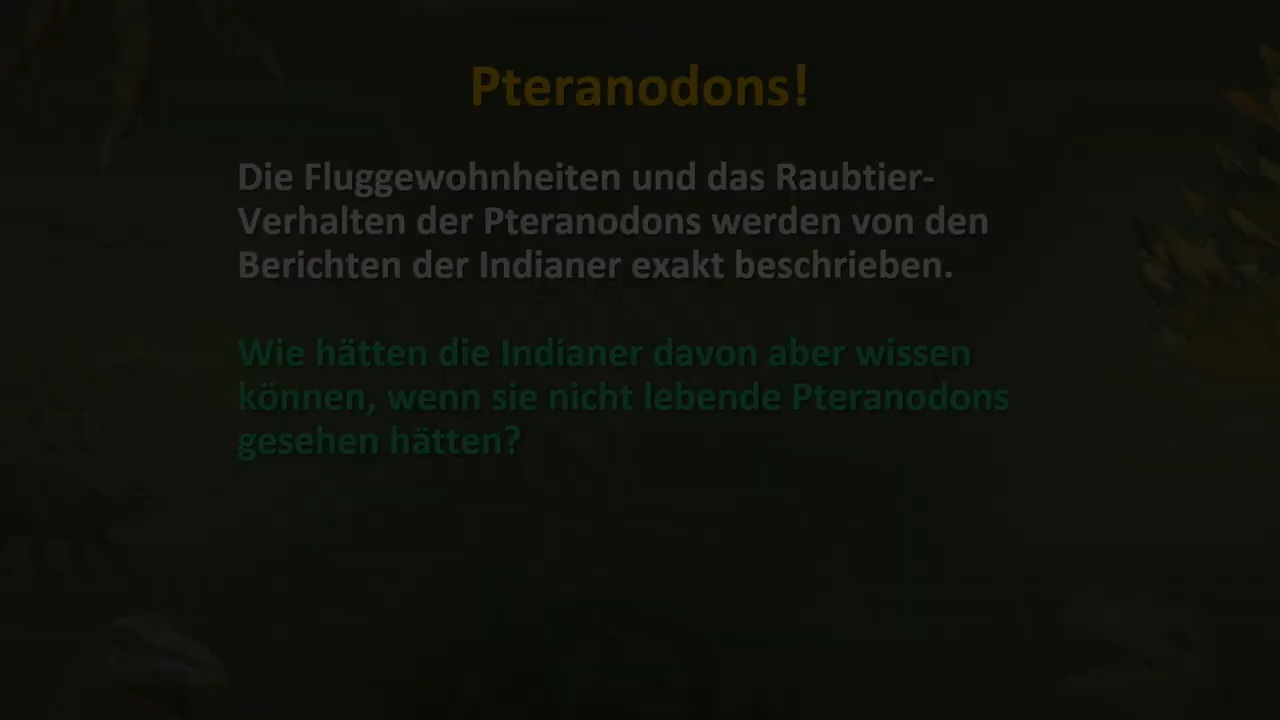 Pteranodons!
Die Fluggewohnheiten und das Raubtier-
Verhalten der Pteranodons werden von den
Berichten der Indianer exakt beschrieben.
Wie hätten die Indianer davon aber wissen
können, wenn sie nicht lebende Pteranodons
gesehen hätten?